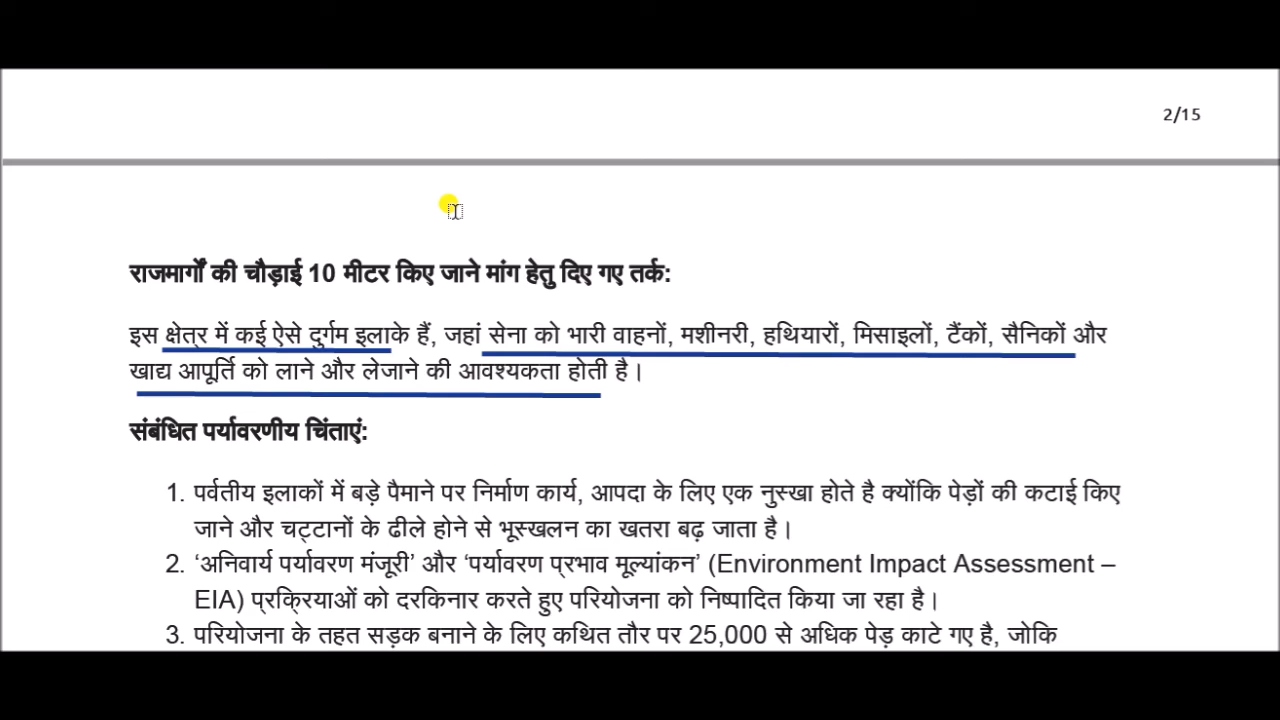 2/15
राजमार्गों की चौड़ाई 10 मीटर किए जाने मांग हेतु दिए गए तर्क:
इस क्षेत्र में कई ऐसे दुर्गम इलाके हैं, जहां सेना को भारी वाहनों, मशीनरी, हथियारों, मिसाइलों, टैंकों, सैनिकों और
खाद्य आपूर्ति को लाने और लेजाने की आवश्यकता होती है।
संबंधित पर्यावरणीय चिंताएं:
1. पर्वतीय इलाकों में बड़े पैमाने पर निर्माण कार्य, आपदा के लिए एक नुस्खा होते है क्योंकि पेड़ों की कटाई किए
जाने और चट्टानों के ढीले होने से भूस्खलन का खतरा बढ़ जाता है।
2. ‘अनिवार्य पर्यावरण मंजूरी’ और ‘पर्यावरण प्रभाव मूल्यांकन’ (Environment Impact Assessment –
EIA) प्रक्रियाओं को दरकिनार करते हुए परियोजना को निष्पादित किया जा रहा है।
3. परियोजना के तहत सड़क बनाने के लिए कथित तौर पर 25,000 से अधिक पेड़ काटे गए है, जोकि